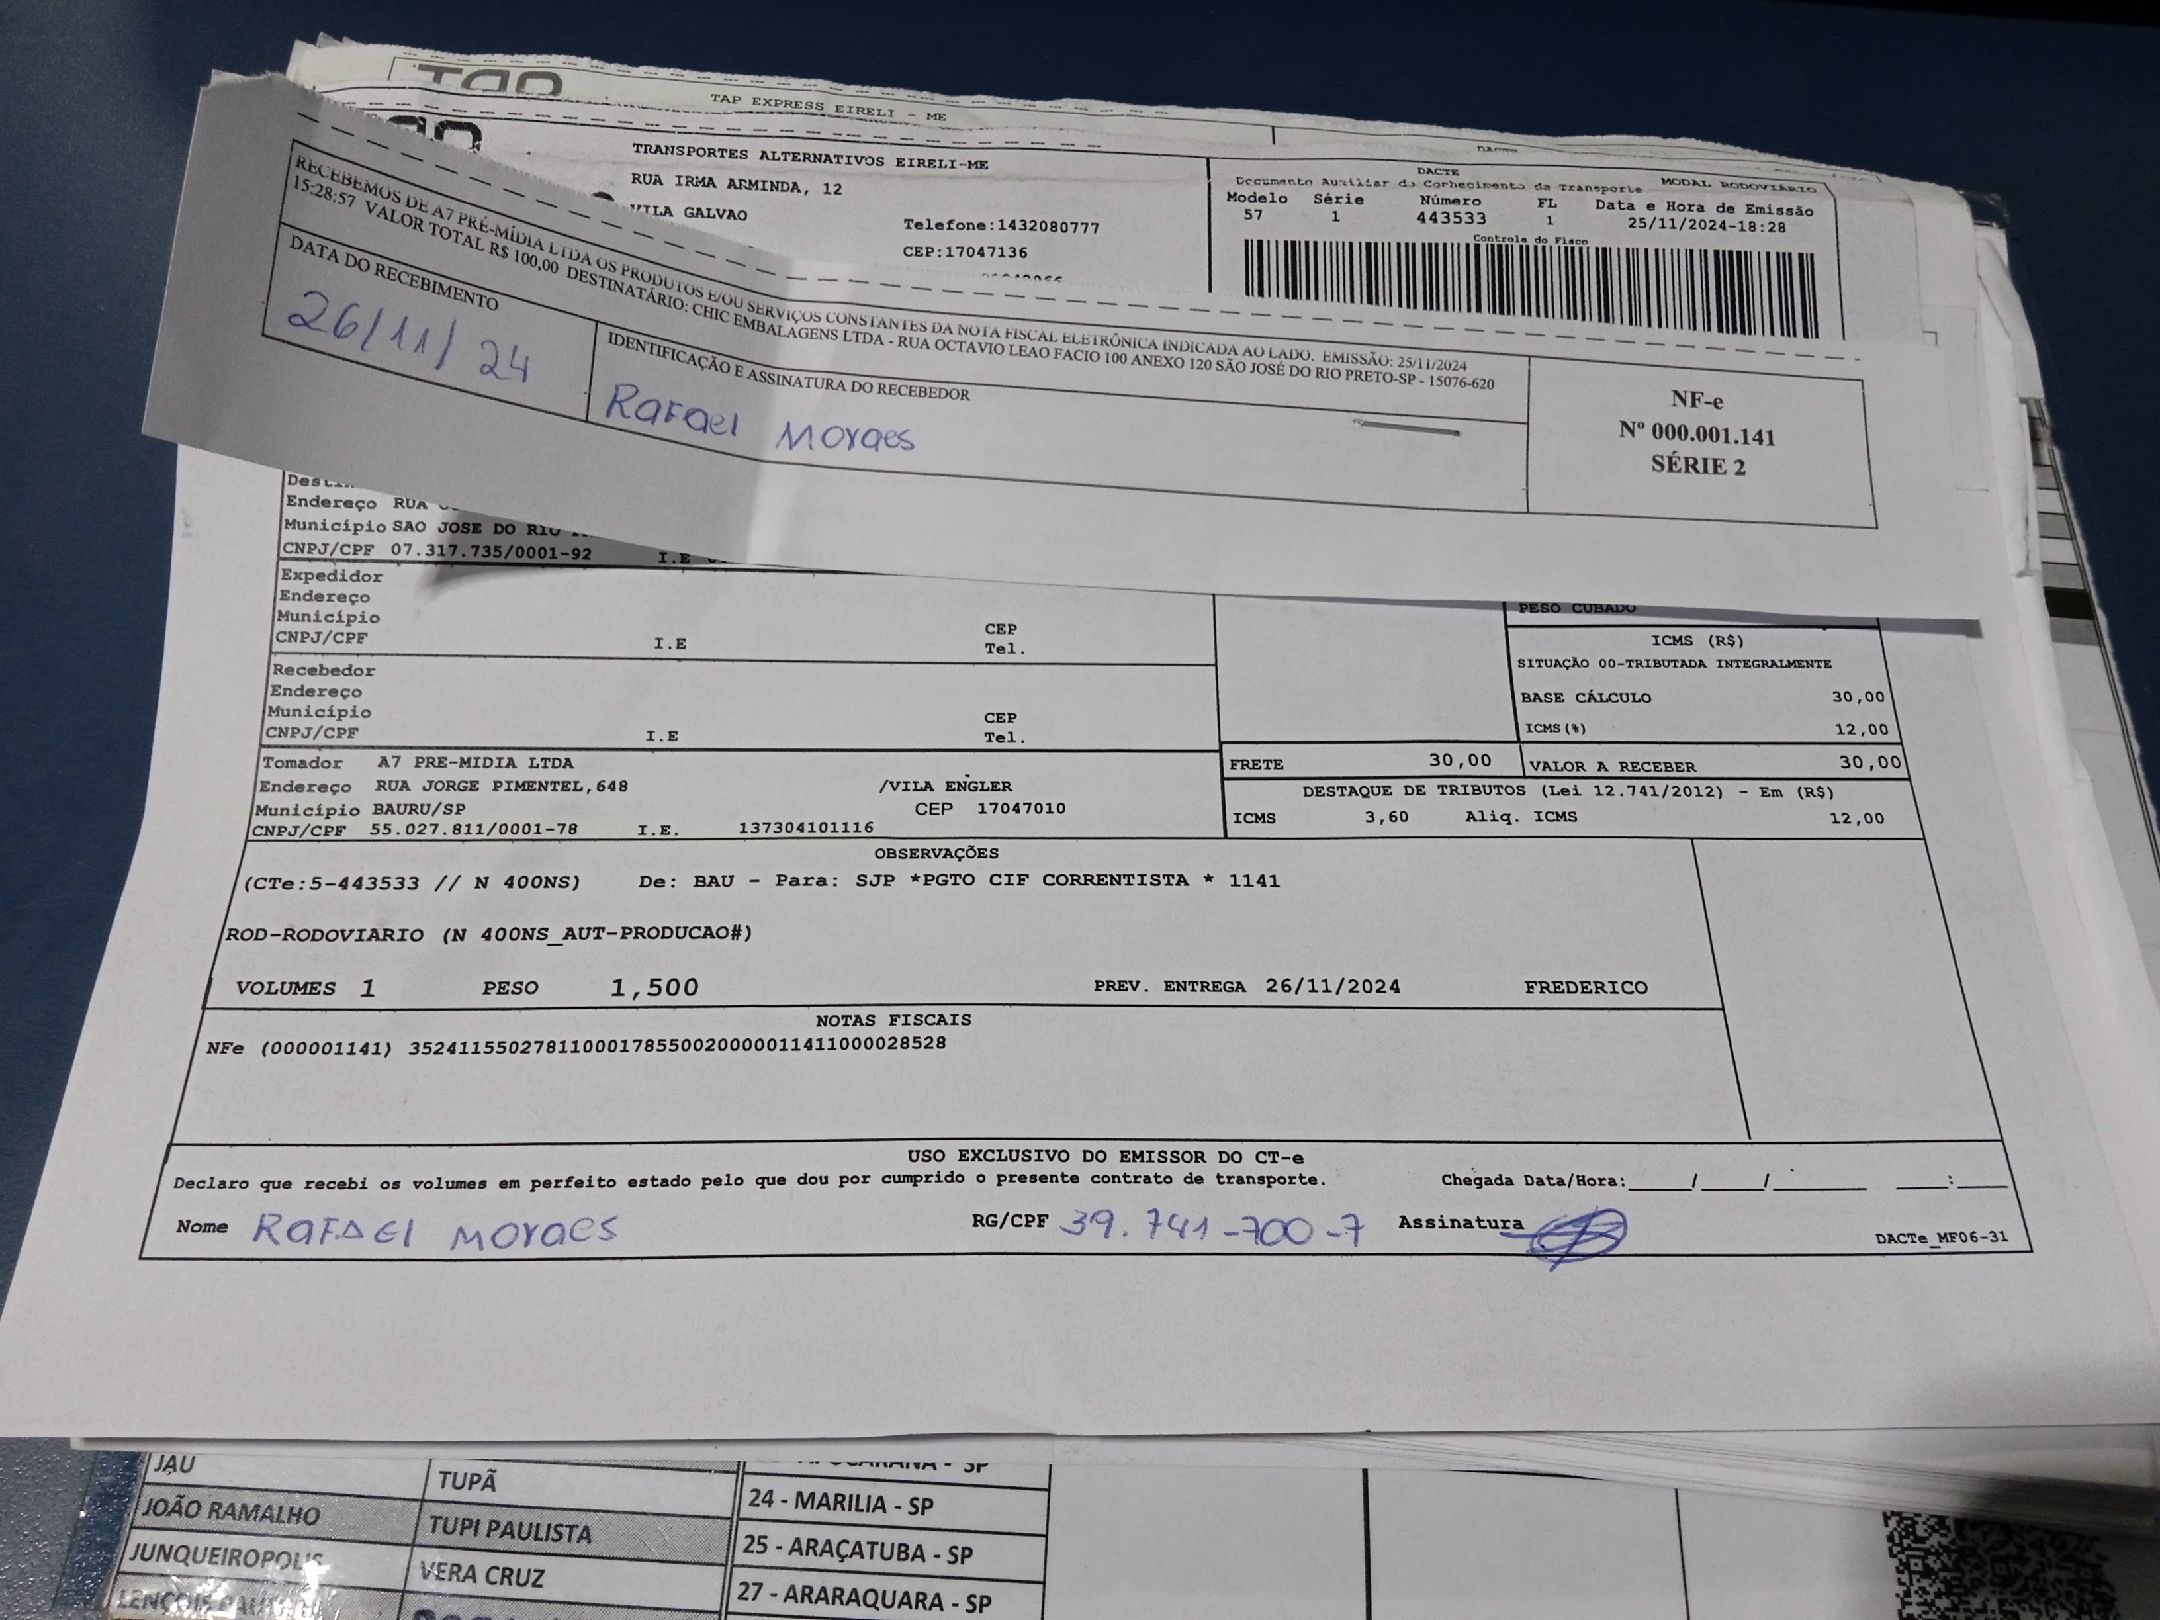 TAP EXPRESS EIRELI - ME
TRANSPORTES ALTERNATIVOS EIRELI-ME
RUA IRMA ARMINDA, 12
VILA GALVAO
Telefone:1432080777
CEP:17047136
DACTE
Documento Auxiliar do Conhecimento de Transporte MODAL RODOVIÁRIO
Modelo Série Número FL Data e Hora de Emissão
57 1 443533 1 25/11/2024-18:28
Controle do Fisco
RECEBEMOS DE A7 PRÉ-MÍDIA LTDA OS PRODUTOS E/OU SERVIÇOS CONSTANTES DA NOTA FISCAL ELETRÔNICA INDICADA AO LADO. EMISSÃO: 25/11/2024
15:28:57 VALOR TOTAL R$ 100,00 DESTINATÁRIO: CHIC EMBALAGENS LTDA - RUA OCTAVIO LEAO FACIO 100 ANEXO 120 SÃO JOSÉ DO RIO PRETO-SP - 15076-620
DATA DO RECEBIMENTO
26/11/24
IDENTIFICAÇÃO E ASSINATURA DO RECEBEDOR
Rafael Moraes
NF-e
Nº 000.001.141
SÉRIE 2
Endereço RUA
Município SAO JOSE DO RIO
CNPJ/CPF 07.317.735/0001-92 I.E
Expedidor
Endereço
Município CEP
CNPJ/CPF I.E Tel.
Recebedor
Endereço
Município CEP
CNPJ/CPF I.E Tel.
PESO CUBADO
ICMS (R$)
SITUAÇÃO 00-TRIBUTADA INTEGRALMENTE
BASE CÁLCULO 30,00
ICMS(%) 12,00
Tomador A7 PRE-MIDIA LTDA
Endereço RUA JORGE PIMENTEL,648 /VILA ENGLER
Município BAURU/SP CEP 17047010
CNPJ/CPF 55.027.811/0001-78 I.E. 137304101116
FRETE 30,00 VALOR A RECEBER 30,00
DESTAQUE DE TRIBUTOS (Lei 12.741/2012) - Em (R$)
ICMS 3,60 Aliq. ICMS 12,00
OBSERVAÇÕES
(CTe:5-443533 // N 400NS) De: BAU - Para: SJP *PGTO CIF CORRENTISTA * 1141
ROD-RODOVIARIO (N 400NS_AUT-PRODUCAO#)
VOLUMES 1 PESO 1,500 PREV. ENTREGA 26/11/2024 FREDERICO
NOTAS FISCAIS
NFe (000001141) 35241155027811000178550020000011411000028528
USO EXCLUSIVO DO EMISSOR DO CT-e
Declaro que recebi os volumes em perfeito estado pelo que dou por cumprido o presente contrato de transporte. Chegada Data/Hora:____/____/______ ___:___
Nome RAFAEl MORAES RG/CPF 39.741-700-7 Assinatura
DACTe_MF06-31
JAU
JOÃO RAMALHO
JUNQUEIROPOLIS
TUPÃ
TUPI PAULISTA
VERA CRUZ
24 - MARILIA - SP
25 - ARAÇATUBA - SP
27 - ARARAQUARA - SP